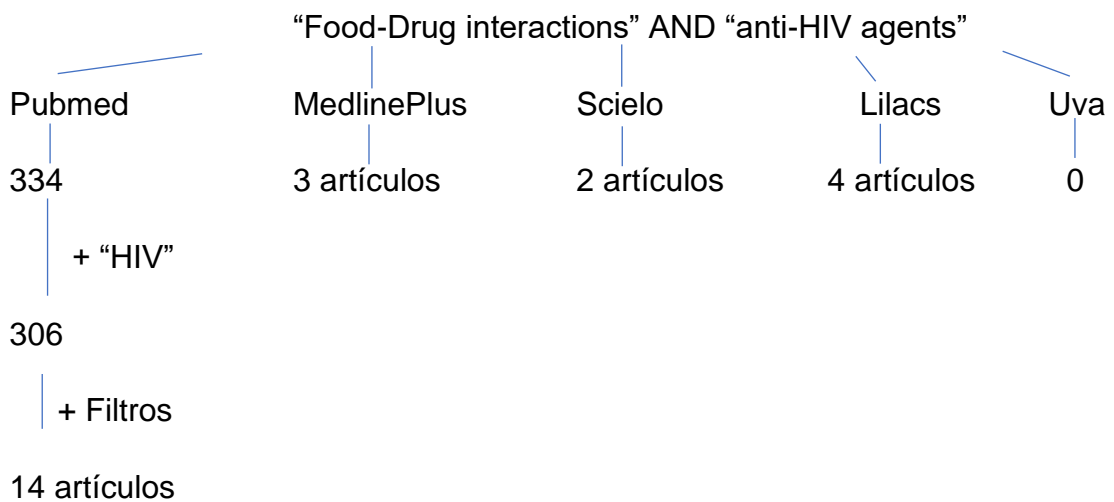 “Food-Drug interactions” AND “anti-HIV agents”
Pubmed MedlinePlus Scielo Lilacs Uva
334 3 artículos 2 artículos 4 artículos 0
+ “HIV”
306
+ Filtros
14 artículos